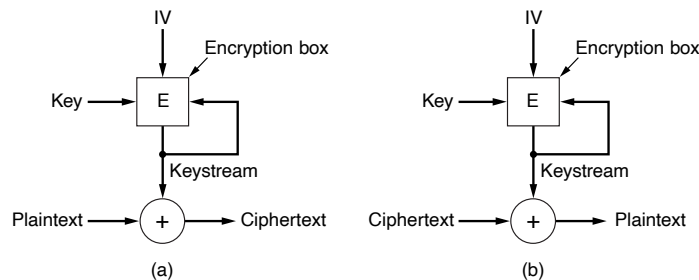 IV
Encryption box
Key
E
Keystream
Plaintext
+
Ciphertext
(a)
IV
Encryption box
Key
E
Keystream
Ciphertext
+
Plaintext
(b)